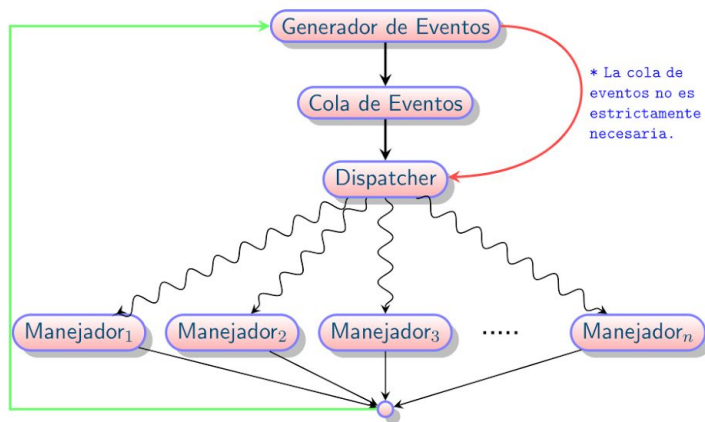 Generador de Eventos
* La cola de
eventos no es
estrictamente
necesaria.
Cola de Eventos
Dispatcher
Manejador₁ Manejador₂ Manejador₃ ..... Manejadorₙ